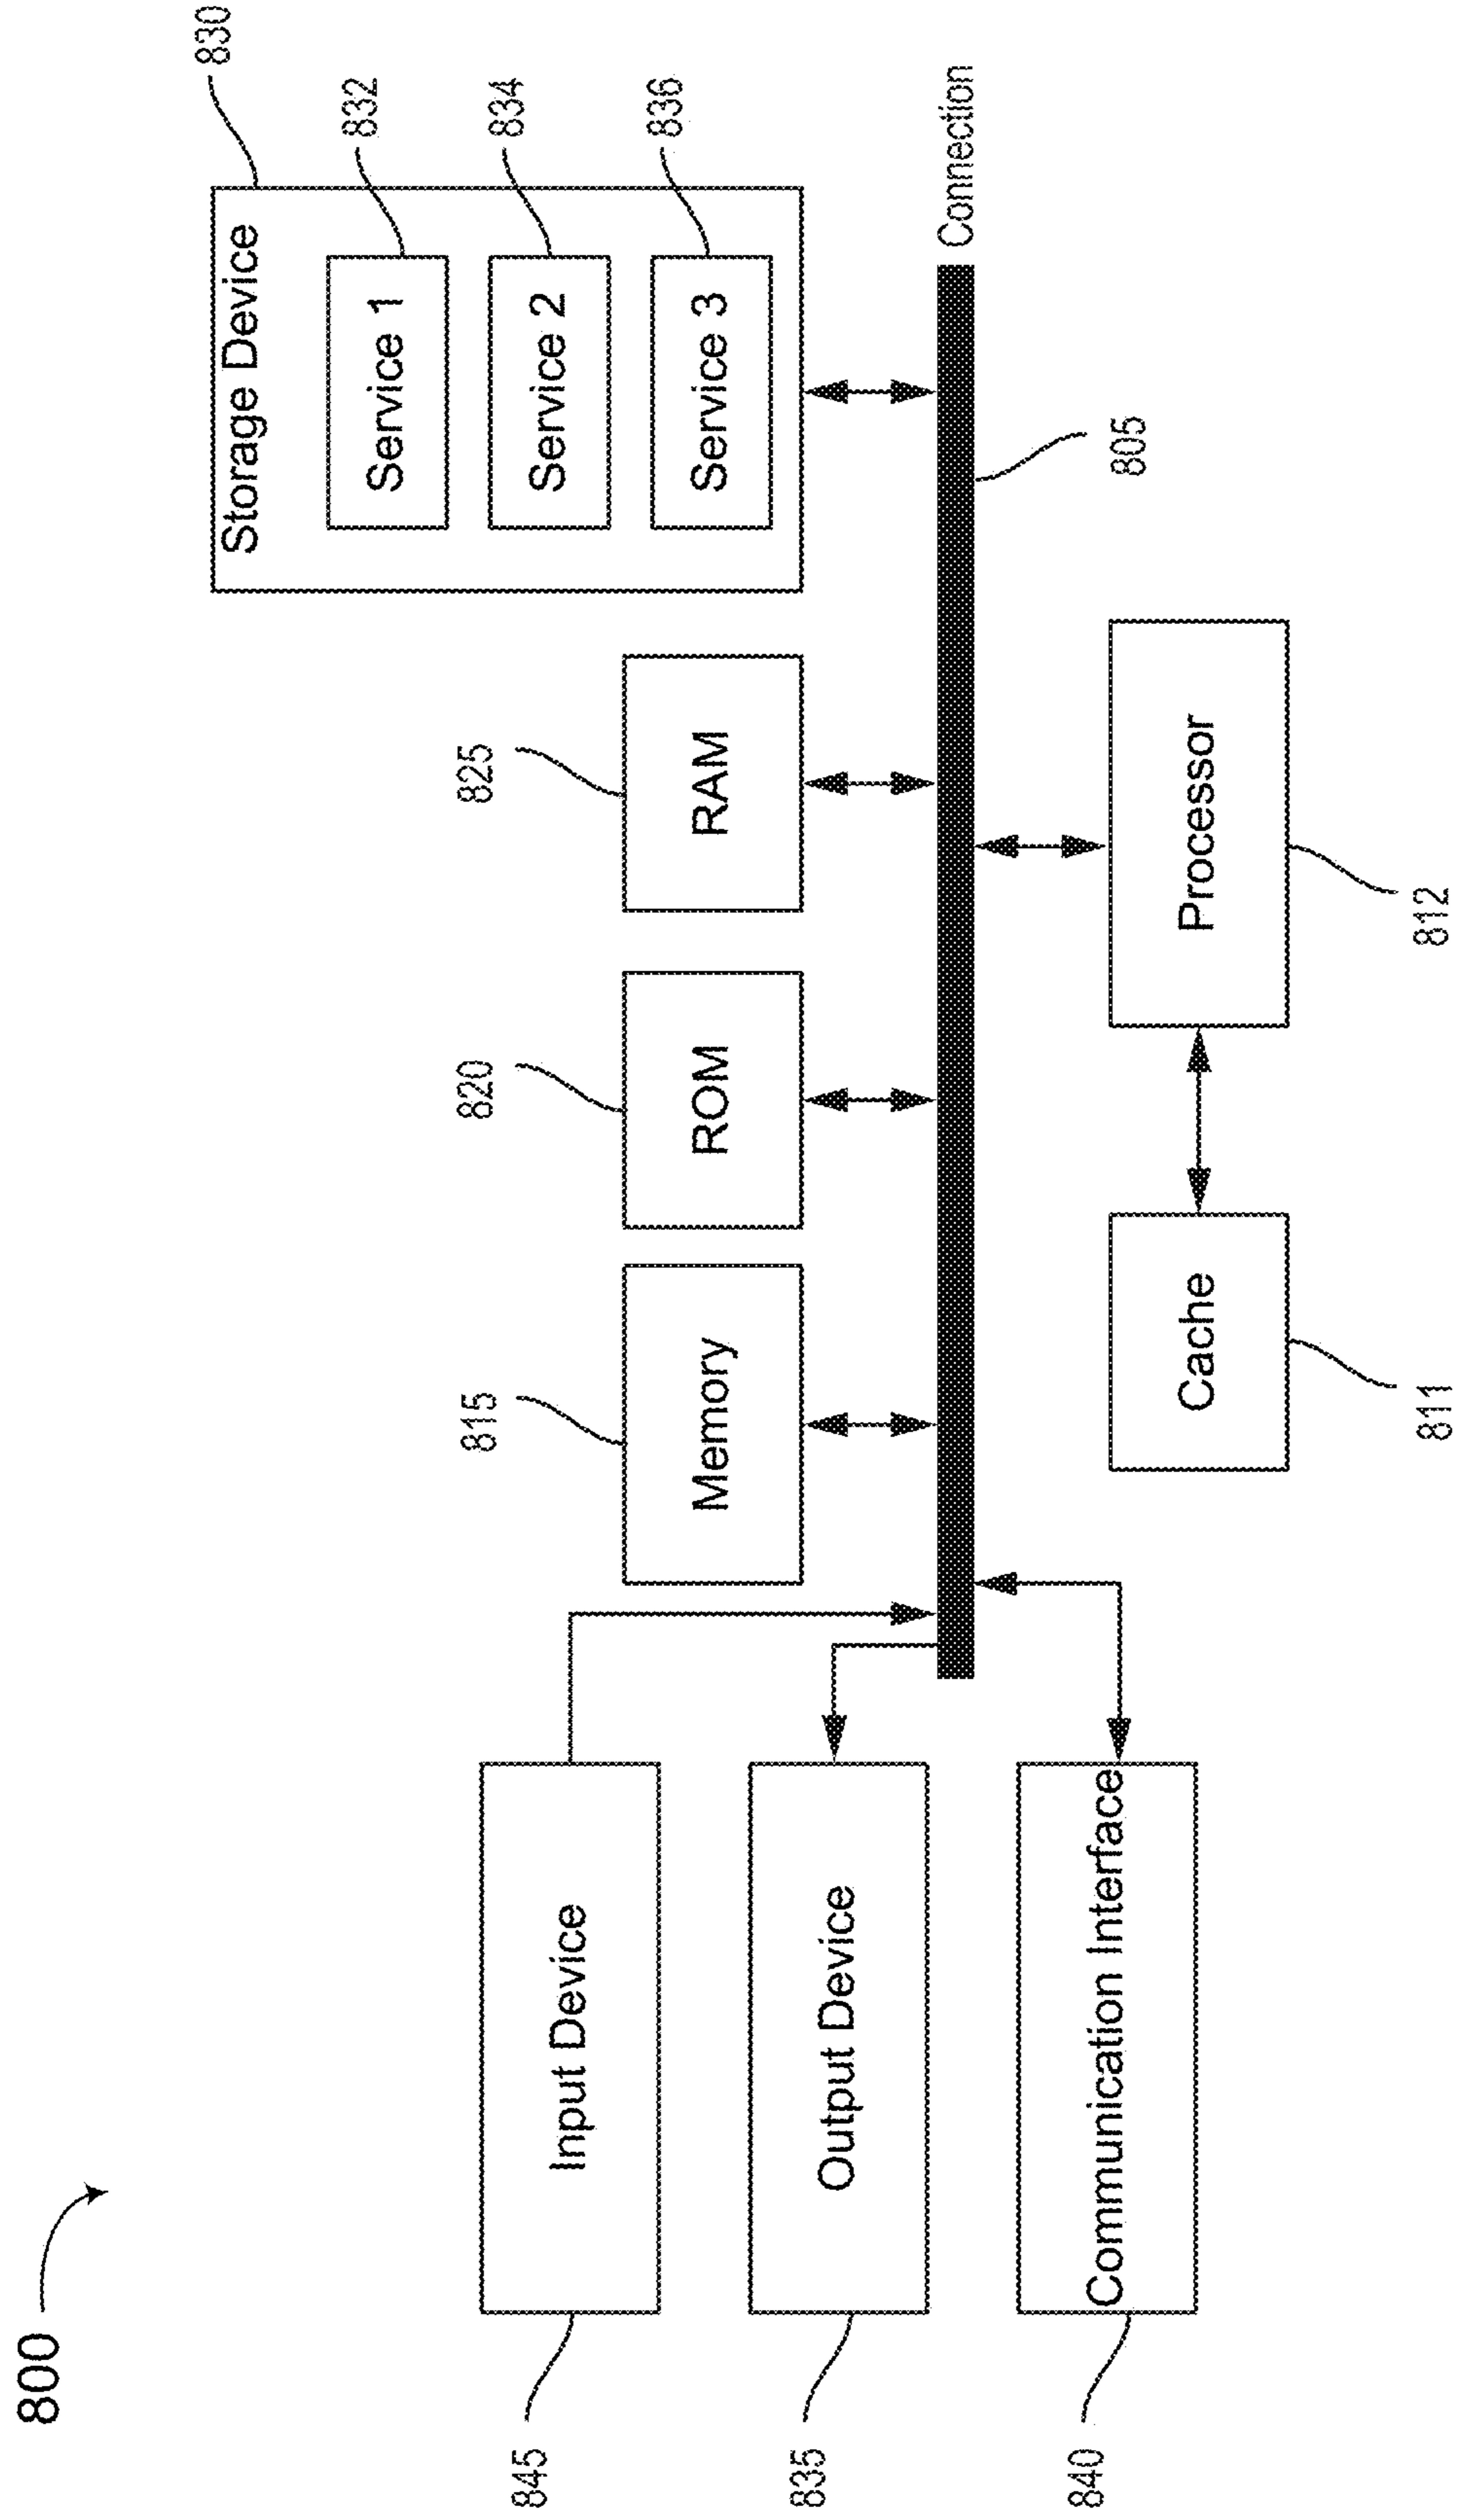 800
830
Storage Device
Service 1
832
Service 2
834
Service 3
836
825
RAM
820
ROM
815
Memory
845
Input Device
835
Output Device
840
Communication Interface
Connection
805
Processor
812
Cache
811